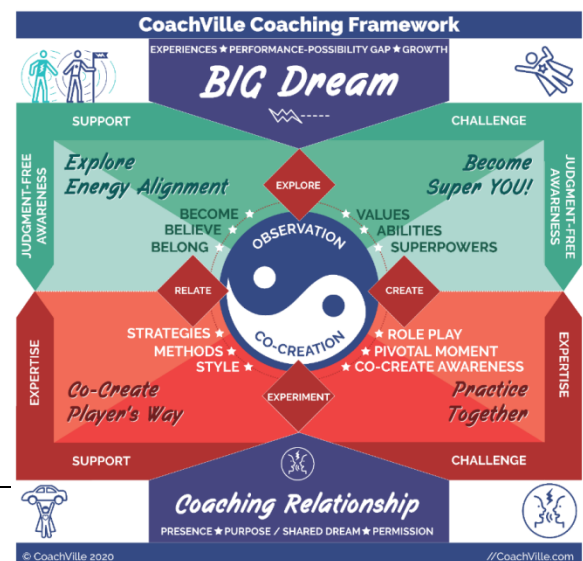 CoachVille Coaching Framework
EXPERIENCES ★ PERFORMANCE-POSSIBILITY GAP ★ GROWTH
BIG Dream
SUPPORT
CHALLENGE
JUDGMENT-FREE
AWARENESS
Explore
Energy Alignment
EXPLORE
Become
Super YOU!
JUDGMENT-FREE
AWARENESS
BECOME ★
BELIEVE ★
BELONG ★
OBSERVATION
★ VALUES
★ ABILITIES
★ SUPERPOWERS
RELATE
CREATE
STRATEGIES ★
METHODS ★
STYLE ★
CO-CREATION
★ ROLE PLAY
★ PIVOTAL MOMENT
★ CO-CREATE AWARENESS
EXPERTISE
Co-Create
Player's Way
EXPERIMENT
Practice
Together
EXPERTISE
SUPPORT
CHALLENGE
Coaching Relationship
PRESENCE ★ PURPOSE / SHARED DREAM ★ PERMISSION
© CoachVille 2020
//CoachVille.com